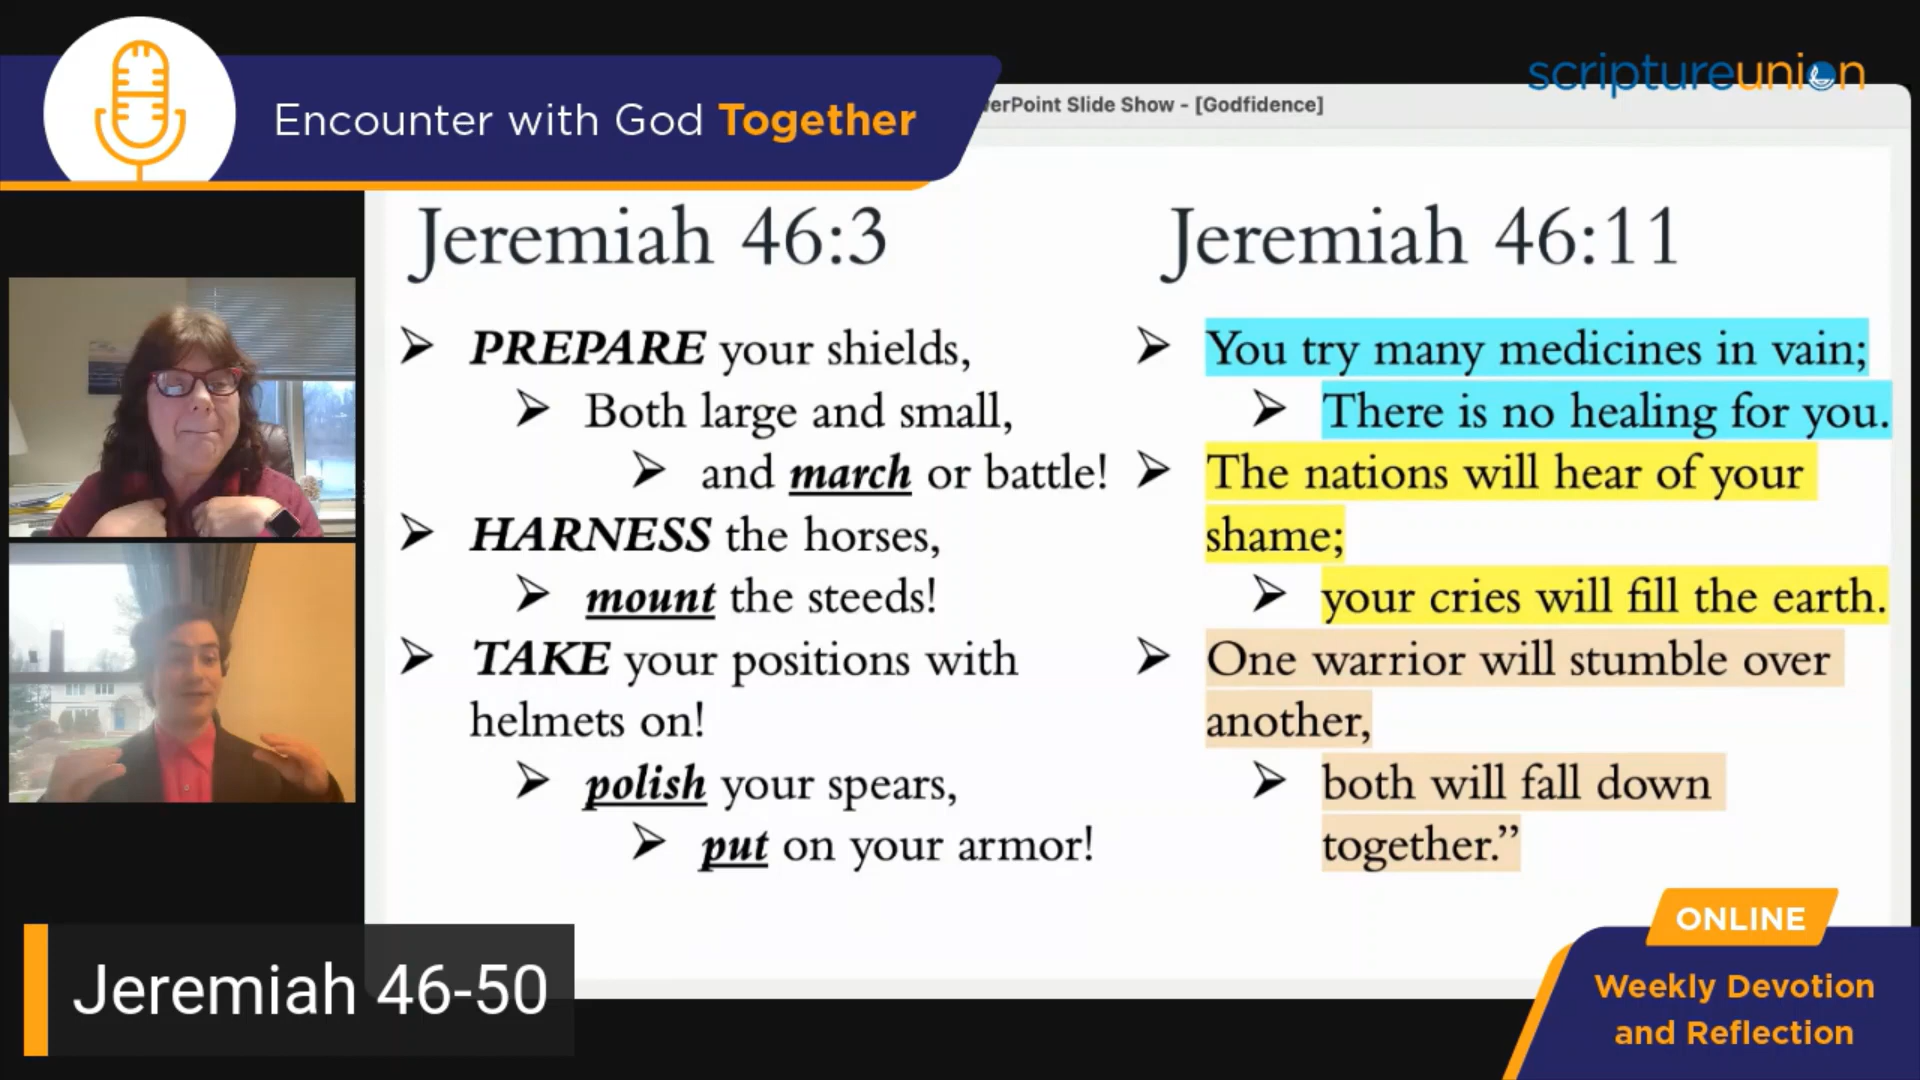 Encounter with God Together
scriptureunion
erPoint Slide Show - [Godfidence]
Jeremiah 46:3
PREPARE your shields,
Both large and small,
and march or battle!
HARNESS the horses,
mount the steeds!
TAKE your positions with
helmets on!
polish your spears,
put on your armor!
Jeremiah 46:11
You try many medicines in vain;
There is no healing for you.
The nations will hear of your
shame;
your cries will fill the earth.
One warrior will stumble over
another,
both will fall down
together.”
Jeremiah 46-50
ONLINE
Weekly Devotion
and Reflection